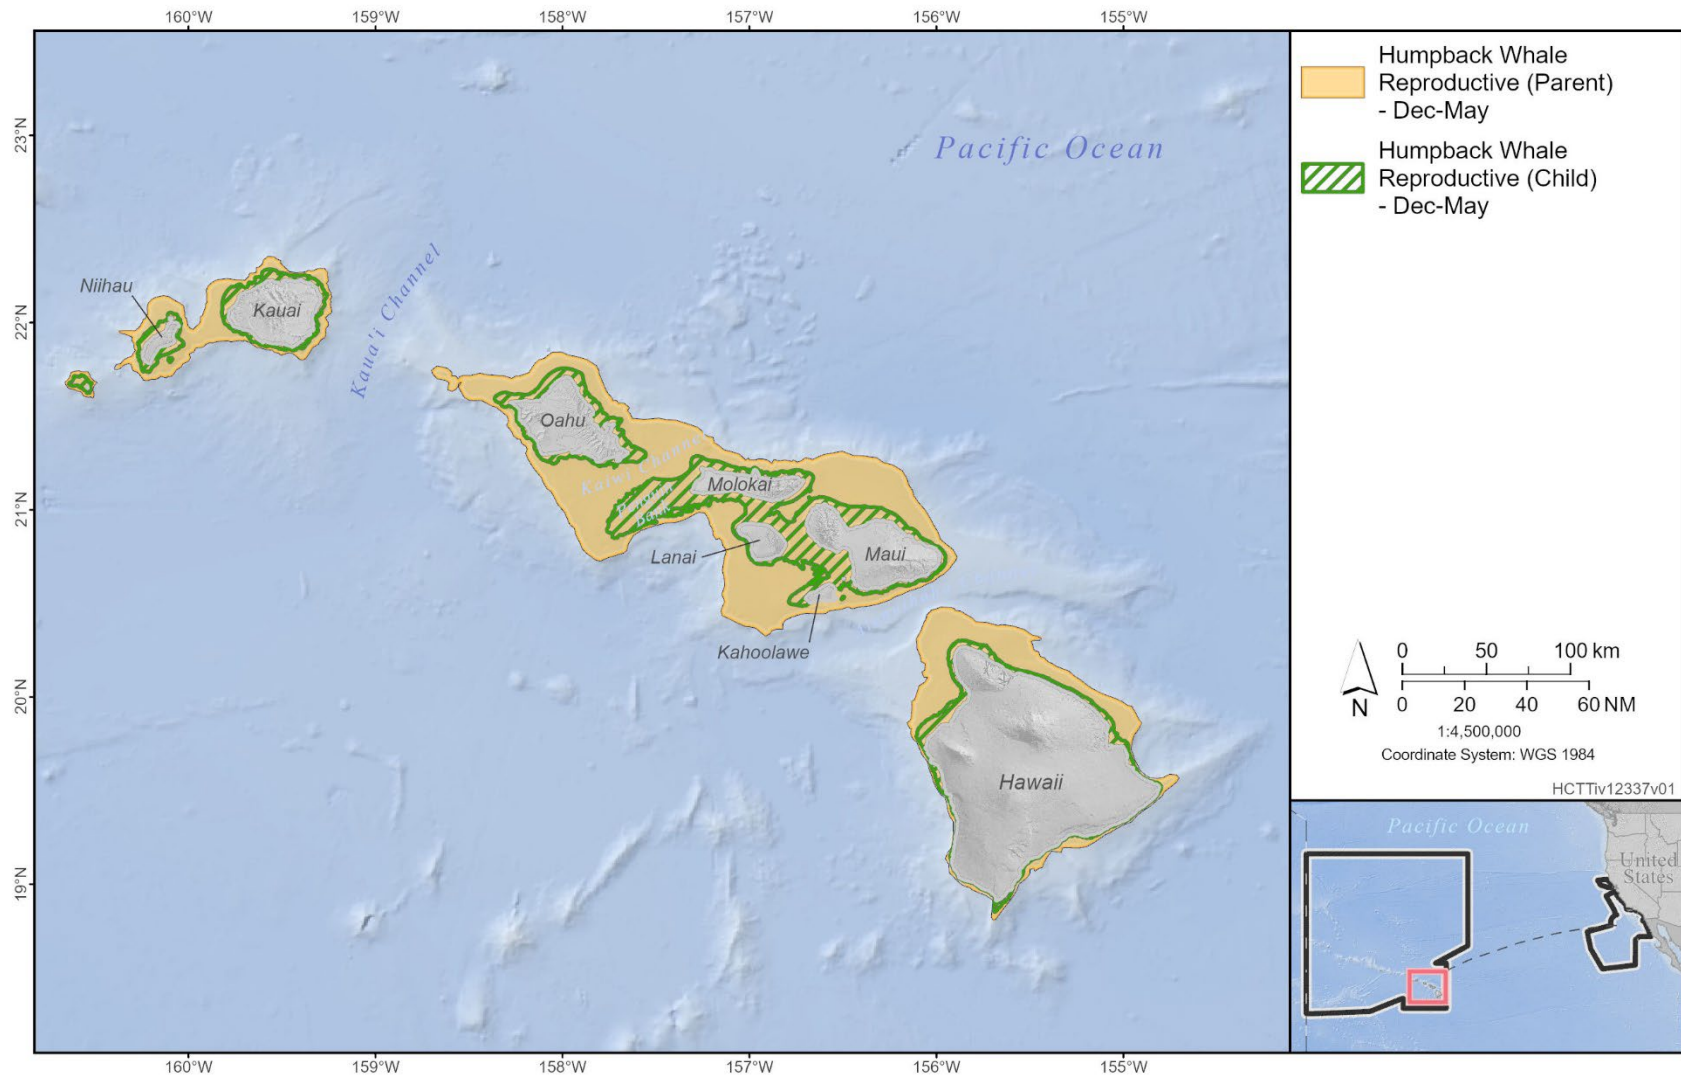 160°W 159°W 158°W 157°W 156°W 155°W
23°N
22°N
21°N
20°N
19°N
Pacific Ocean
Kaua'i Channel
Niihau
Kauai
Oahu
Kaiwi Channel
Molokai
Bank
Lanai
Maui
Kahoolawe
Hawaii
160°W 159°W 158°W 157°W 156°W 155°W
Humpback Whale
Reproductive (Parent)
- Dec-May
Humpback Whale
Reproductive (Child)
- Dec-May
N
0 50 100 km
0 20 40 60 NM
1:4,500,000
Coordinate System: WGS 1984
HCTTiv12337v01
Pacific Ocean
United
States